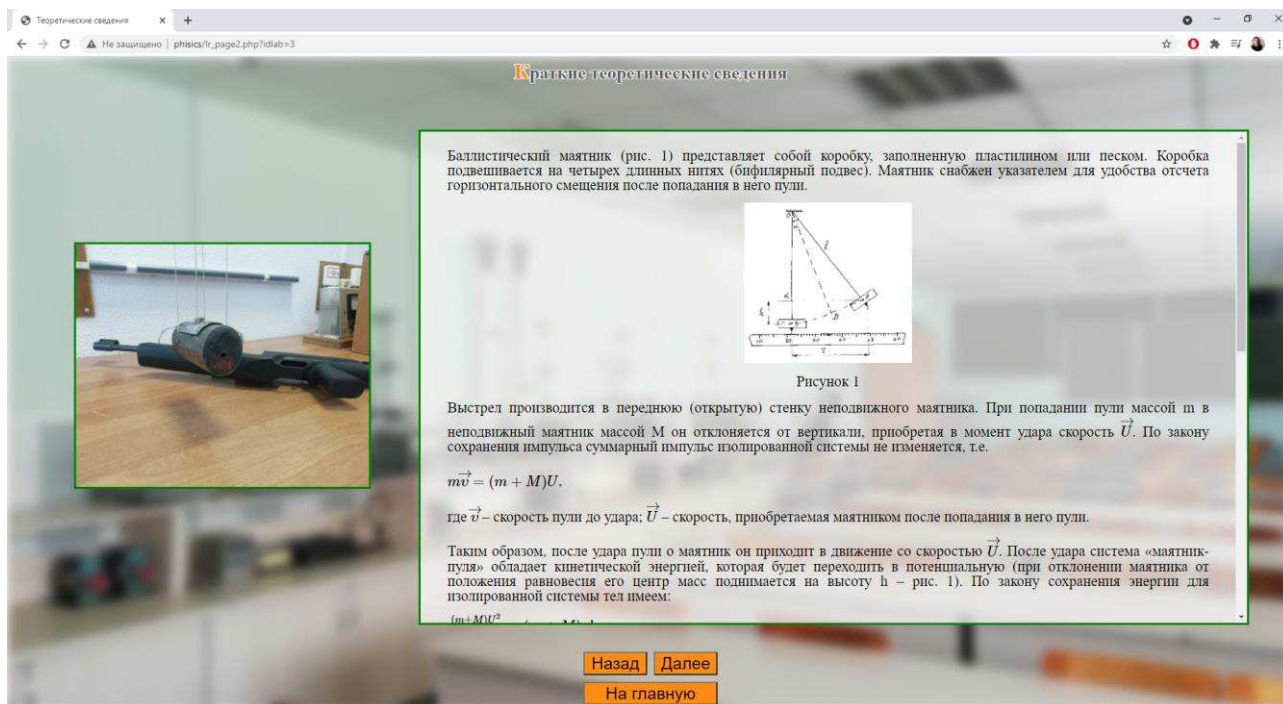 Теоретические сведения
Не защищено | phisics/lr_page2.php?idlab=3
Краткие теоретические сведения
Баллистический маятник (рис. 1) представляет собой коробку, заполненную пластилином или песком. Коробка
подвешивается на четырех длинных нитях (бифилярный подвес). Маятник снабжен указателем для удобства отсчета
горизонтального смещения после попадания в него пули.
Рисунок 1
Выстрел производится в переднюю (открытую) стенку неподвижного маятника. При попадании пули массой m в
неподвижный маятник массой M он отклоняется от вертикали, приобретая в момент удара скорость U⃗. По закону
сохранения импульса суммарный импульс изолированной системы не изменяется, т.е.
mv⃗ = (m + M)U,
где v⃗ – скорость пули до удара; U⃗ – скорость, приобретаемая маятником после попадания в него пули.
Таким образом, после удара пули о маятник он приходит в движение со скоростью U⃗. После удара система «маятник-
пуля» обладает кинетической энергией, которая будет переходить в потенциальную (при отклонении маятника от
положения равновесия его центр масс поднимается на высоту h – рис. 1). По закону сохранения энергии для
изолированной системы тел имеем:
(m+M)U²
Назад Далее
На главную